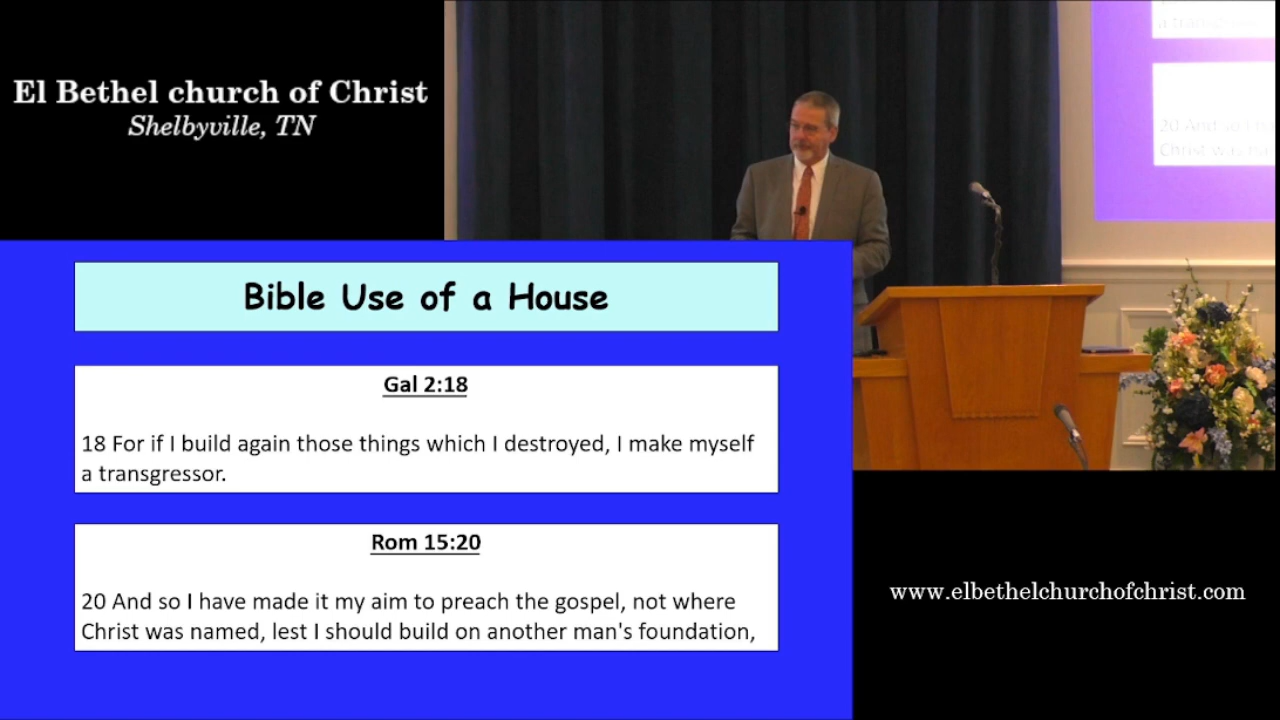 El Bethel church of Christ
Shelbyville, TN
Bible Use of a House
Gal 2:18
18 For if I build again those things which I destroyed, I make myself
a transgressor.
Rom 15:20
20 And so I have made it my aim to preach the gospel, not where
Christ was named, lest I should build on another man's foundation,
www.elbethelchurchofchrist.com